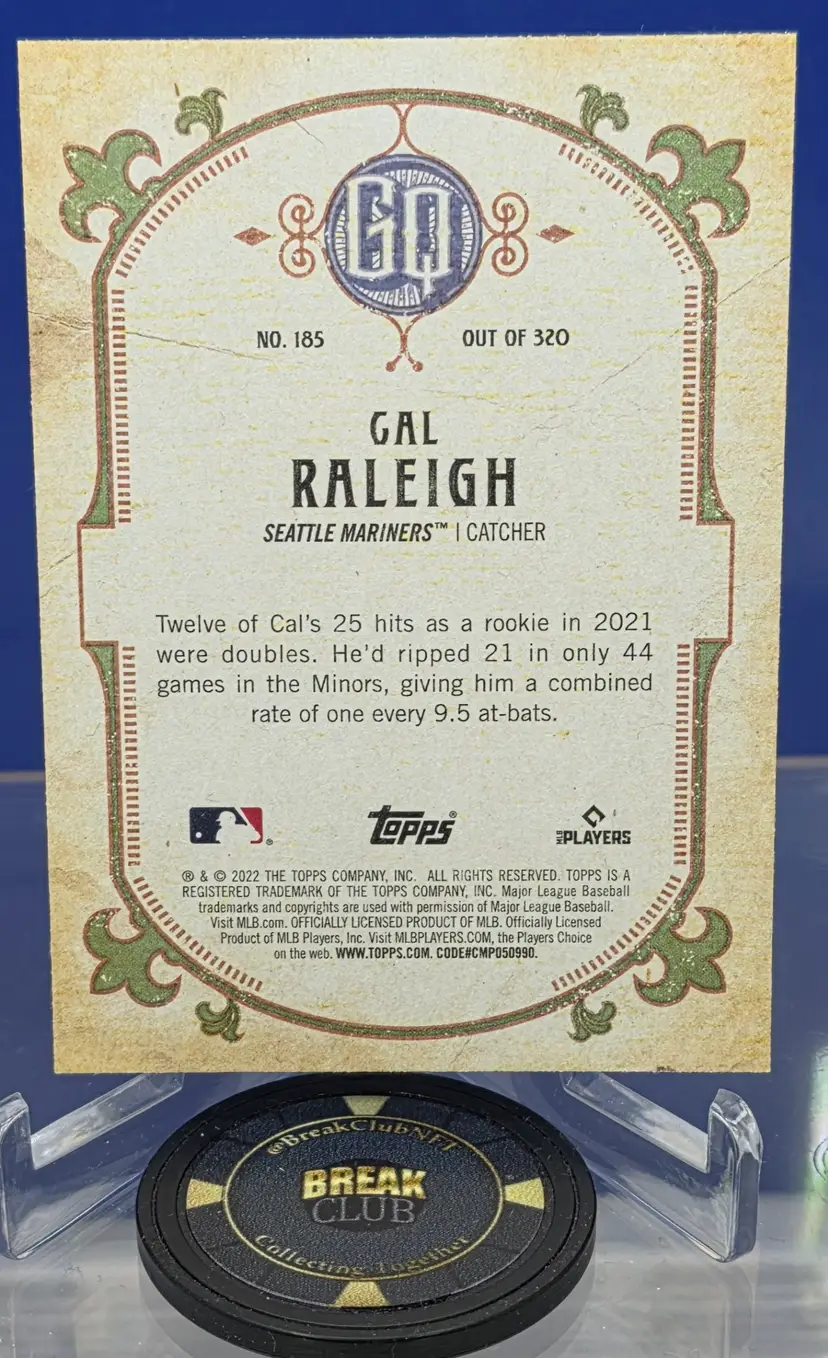 GQ
NO. 185 OUT OF 320
CAL
RALEIGH
SEATTLE MARINERS™ | CATCHER
Twelve of Cal's 25 hits as a rookie in 2021
were doubles. He'd ripped 21 in only 44
games in the Minors, giving him a combined
rate of one every 9.5 at-bats.
topps®
MLB PLAYERS
® & © 2022 THE TOPPS COMPANY, INC. ALL RIGHTS RESERVED. TOPPS IS A
REGISTERED TRADEMARK OF THE TOPPS COMPANY, INC. Major League Baseball
trademarks and copyrights are used with permission of Major League Baseball.
Visit MLB.com. OFFICIALLY LICENSED PRODUCT OF MLB. Officially Licensed
Product of MLB Players, Inc. Visit MLBPLAYERS.COM, the Players Choice
on the web. WWW.TOPPS.COM. CODE#CMP050990.
@BreakClubNFT
BREAK
CLUB
Collecting Together